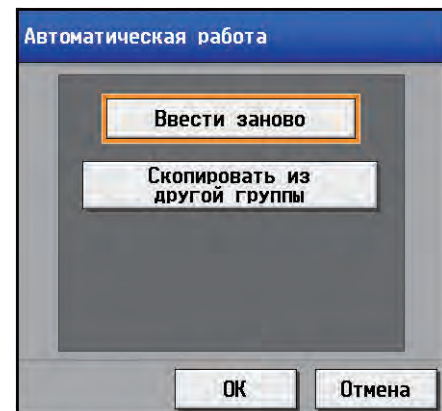 Автоматическая работа
Ввести заново
Скопировать из
другой группы
OK
Отмена